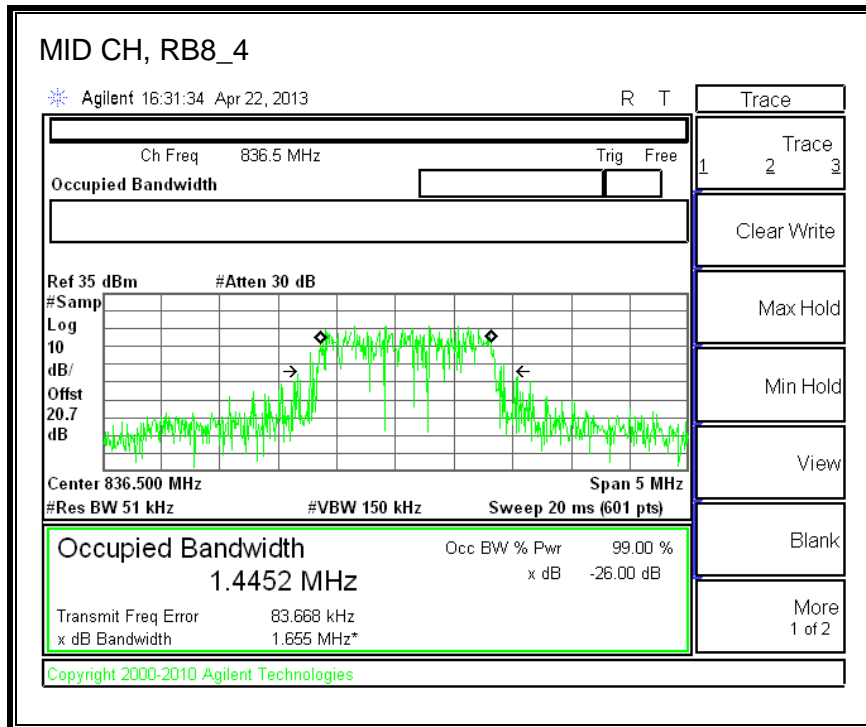 MID CH, RB8_4
Agilent 16:31:34 Apr 22, 2013 R T
Trace
Ch Freq 836.5 MHz Trig Free
Occupied Bandwidth
Trace
1 2 3
Clear Write
Max Hold
Min Hold
View
Blank
More
1 of 2
Ref 35 dBm #Atten 30 dB
#Samp
Log
10
dB/
Offst
20.7
dB
Center 836.500 MHz Span 5 MHz
#Res BW 51 kHz #VBW 150 kHz Sweep 20 ms (601 pts)
Occupied Bandwidth Occ BW % Pwr 99.00 %
1.4452 MHz x dB -26.00 dB
Transmit Freq Error 83.668 kHz
x dB Bandwidth 1.655 MHz*
Copyright 2000-2010 Agilent Technologies